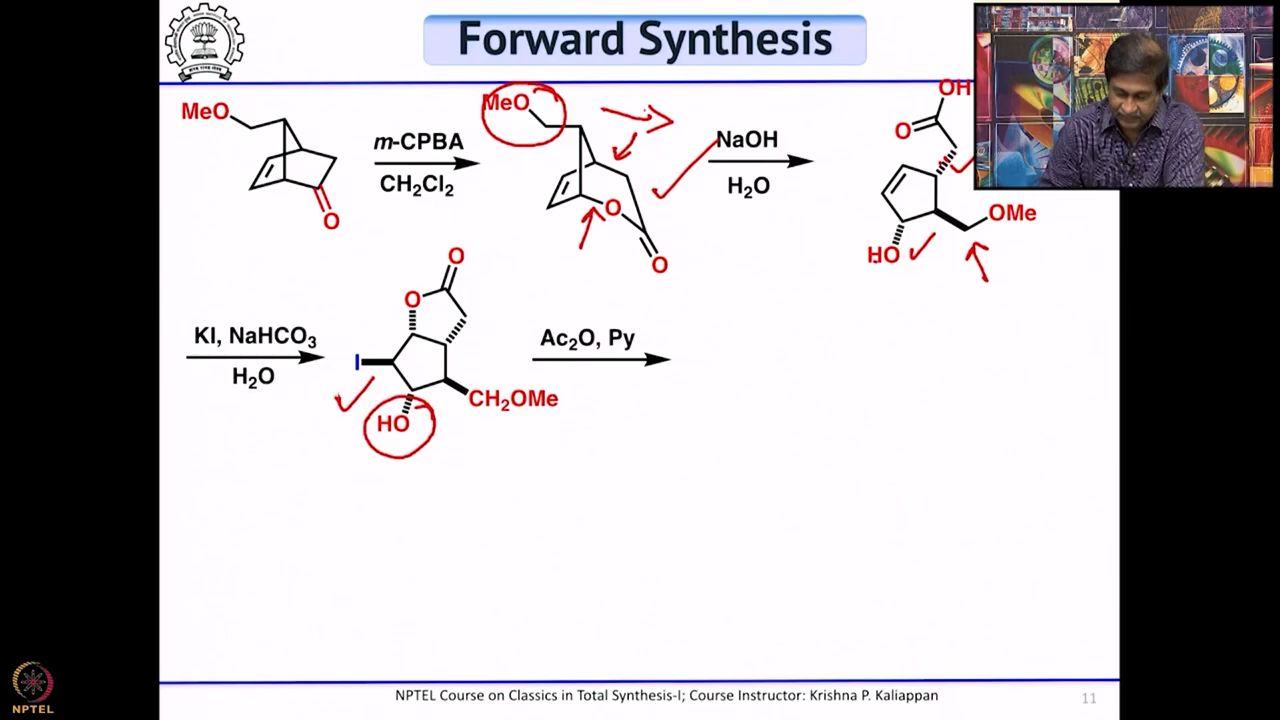 Forward Synthesis
MeO
O
m-CPBA
CH2Cl2
MeO
O
O
NaOH
H2O
OH
O
OMe
HO
KI, NaHCO3
H2O
O
O
I
HO
CH2OMe
Ac2O, Py
NPTEL
NPTEL Course on Classics in Total Synthesis-I; Course Instructor: Krishna P. Kaliappan
11